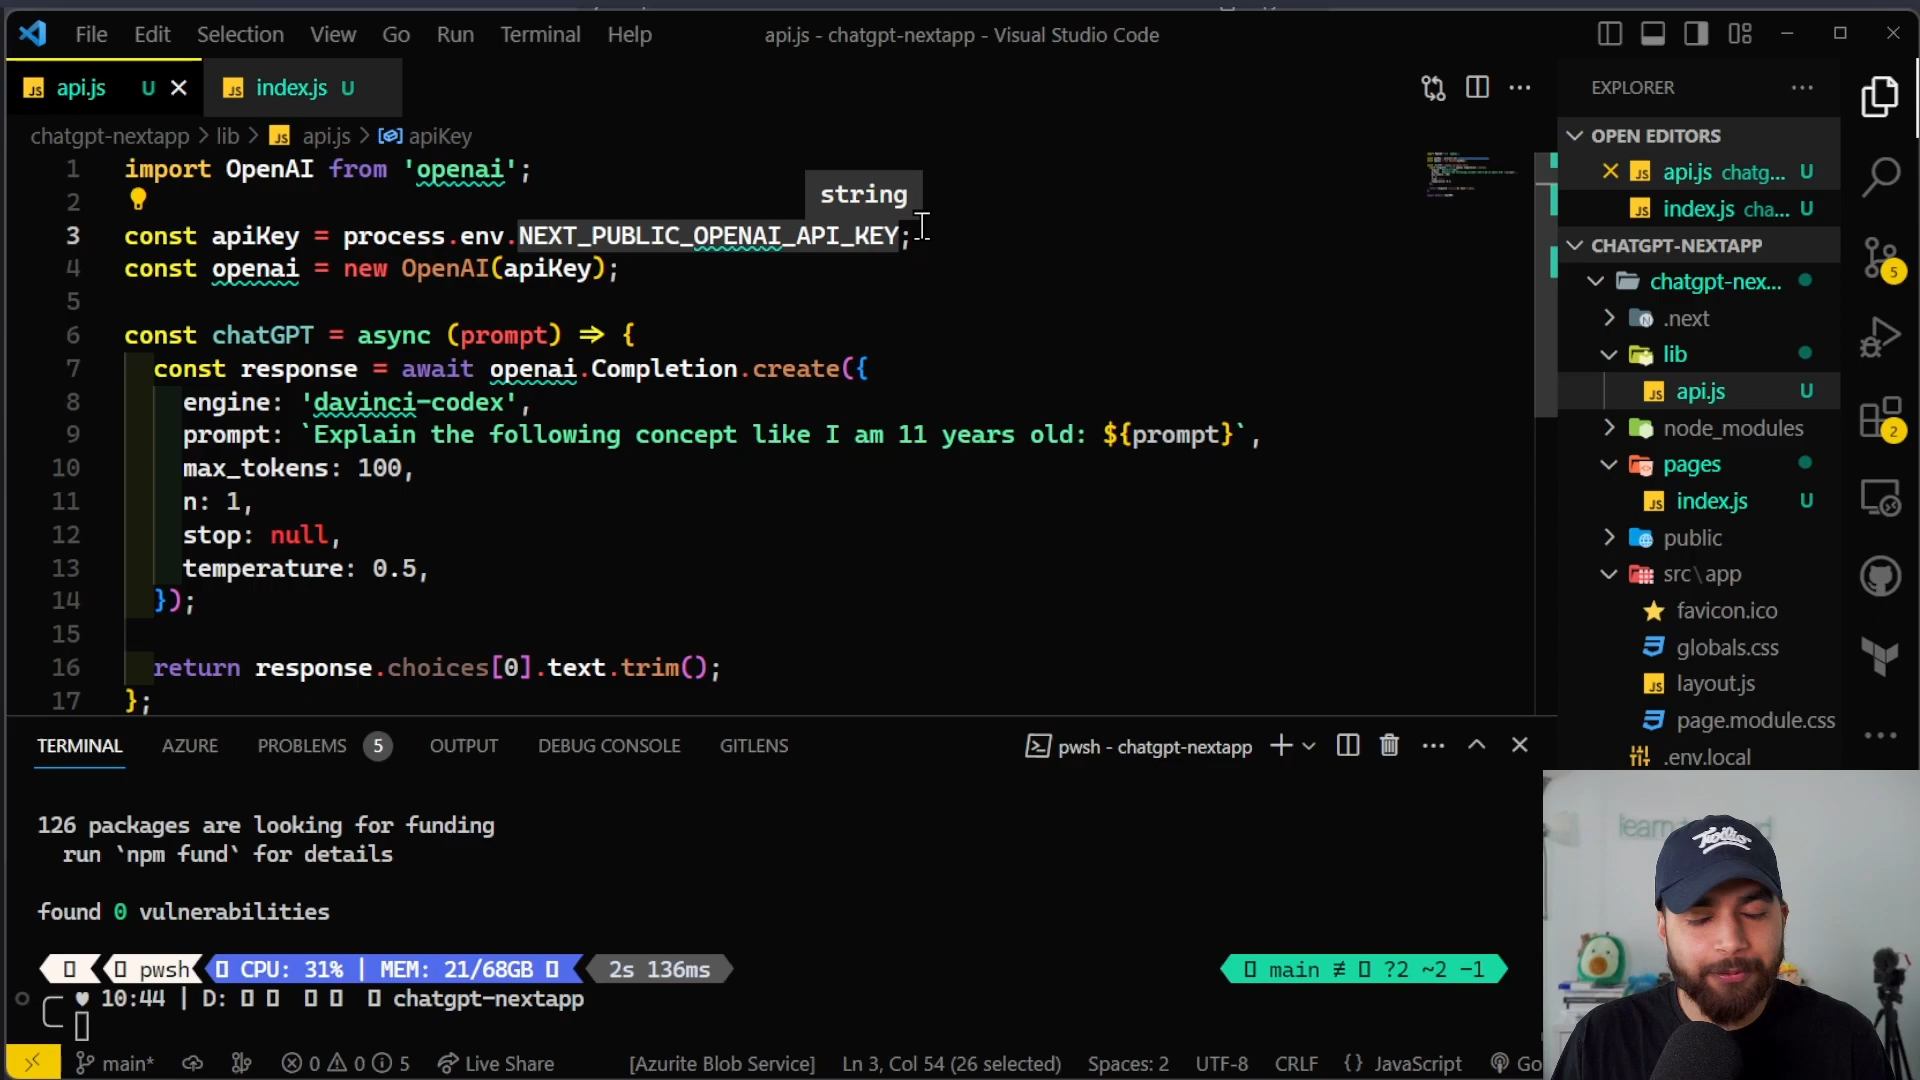 File Edit Selection View Go Run Terminal Help
api.js - chatgpt-nextapp - Visual Studio Code
api.js U
index.js U
chatgpt-nextapp > lib > JS api.js > apiKey
1 import OpenAI from 'openai';
2
string
3 const apiKey = process.env.NEXT_PUBLIC_OPENAI_API_KEY;
4 const openai = new OpenAI(apiKey);
5
6 const chatGPT = async (prompt) => {
7 const response = await openai.Completion.create({
8 engine: 'davinci-codex',
9 prompt: `Explain the following concept like I am 11 years old: ${prompt}`,
10 max_tokens: 100,
11 n: 1,
12 stop: null,
13 temperature: 0.5,
14 });
15
16 return response.choices[0].text.trim();
17 };
EXPLORER
OPEN EDITORS
JS api.js chatg... U
JS index.js cha... U
CHATGPT-NEXTAPP
chatgpt-nex...
.next
lib
JS api.js U
node_modules
pages
JS index.js U
public
src\app
favicon.ico
globals.css
JS layout.js
page.module.css
.env.local
5
2
TERMINAL AZURE PROBLEMS 5 OUTPUT DEBUG CONSOLE GITLENS
pwsh - chatgpt-nextapp
126 packages are looking for funding
run `npm fund` for details
found 0 vulnerabilities
pwsh CPU: 31% | MEM: 21/68GB 2s 136ms
main ≢ ?2 ~2 -1
10:44 | D: chatgpt-nextapp
Twilio
main* 0 0 5 Live Share [Azurite Blob Service] Ln 3, Col 54 (26 selected) Spaces: 2 UTF-8 CRLF {} JavaScript Go